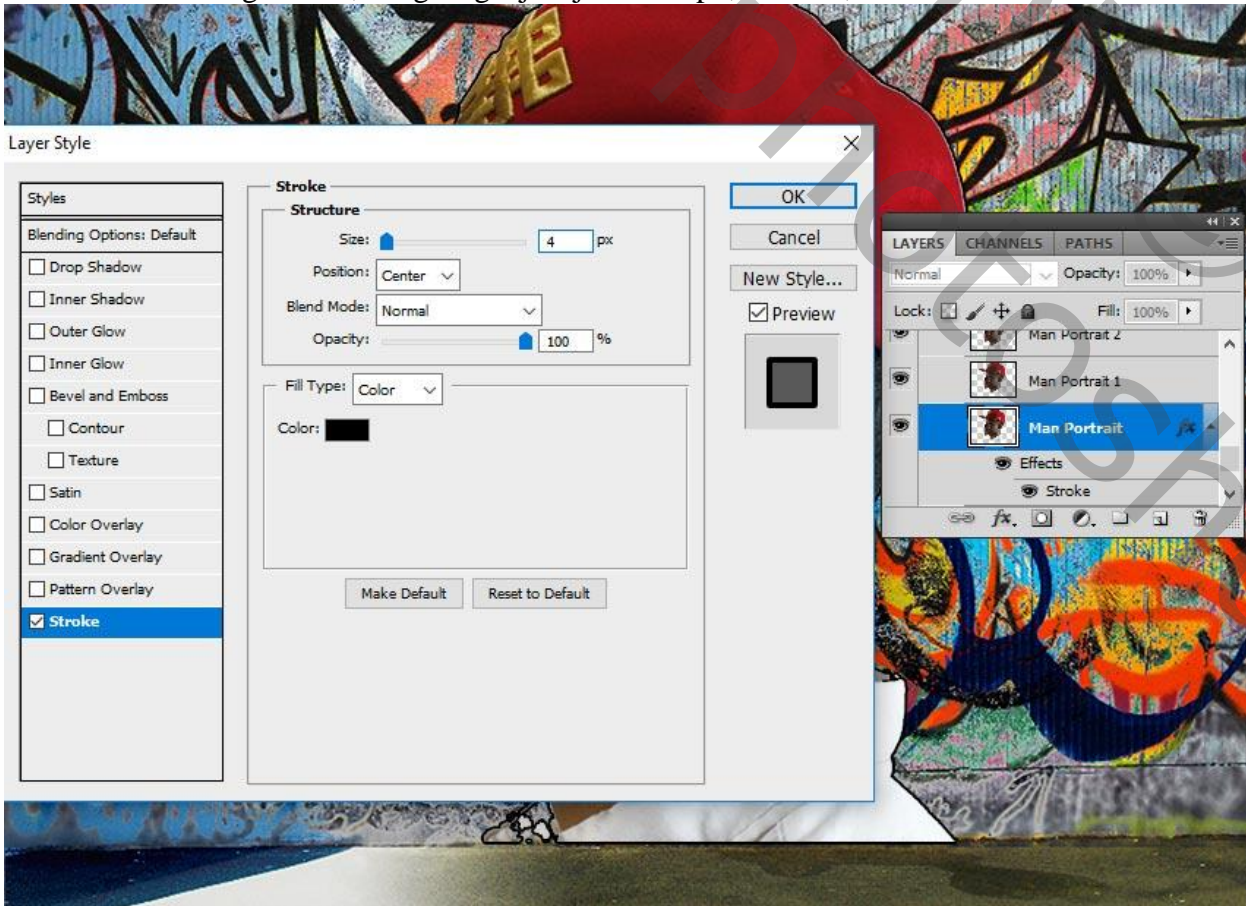 Layer Style
Styles
Blending Options: Default
Drop Shadow
Inner Shadow
Outer Glow
Inner Glow
Bevel and Emboss
Contour
Texture
Satin
Color Overlay
Gradient Overlay
Pattern Overlay
Stroke
Stroke
Structure
Size: 4 px
Position: Center
Blend Mode: Normal
Opacity: 100 %
Fill Type: Color
Color:
Make Default Reset to Default
OK
Cancel
New Style...
Preview
LAYERS CHANNELS PATHS
Normal Opacity: 100%
Lock: Fill: 100%
Man Portrait 2
Man Portrait 1
Man Portrait fx
Effects
Stroke
fx.